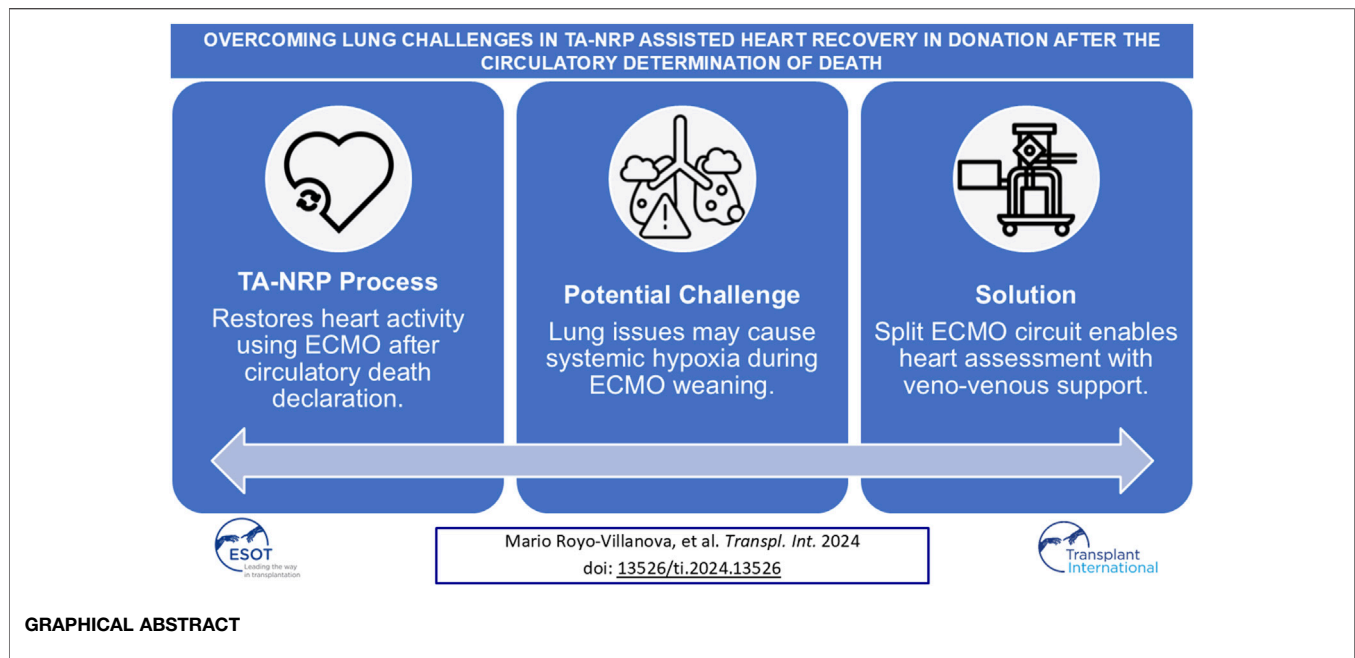 OVERCOMING LUNG CHALLENGES IN TA-NRP ASSISTED HEART RECOVERY IN DONATION AFTER THE
CIRCULATORY DETERMINATION OF DEATH
TA-NRP Process
Restores heart activity
using ECMO after
circulatory death
declaration.
Potential Challenge
Lung issues may cause
systemic hypoxia during
ECMO weaning.
Solution
Split ECMO circuit enables
heart assessment with
veno-venous support.
ESOT
Leading the way
in transplantation
Mario Royo-Villanova, et al. Transpl. Int. 2024
doi: 13526/ti.2024.13526
Transplant
International
GRAPHICAL ABSTRACT